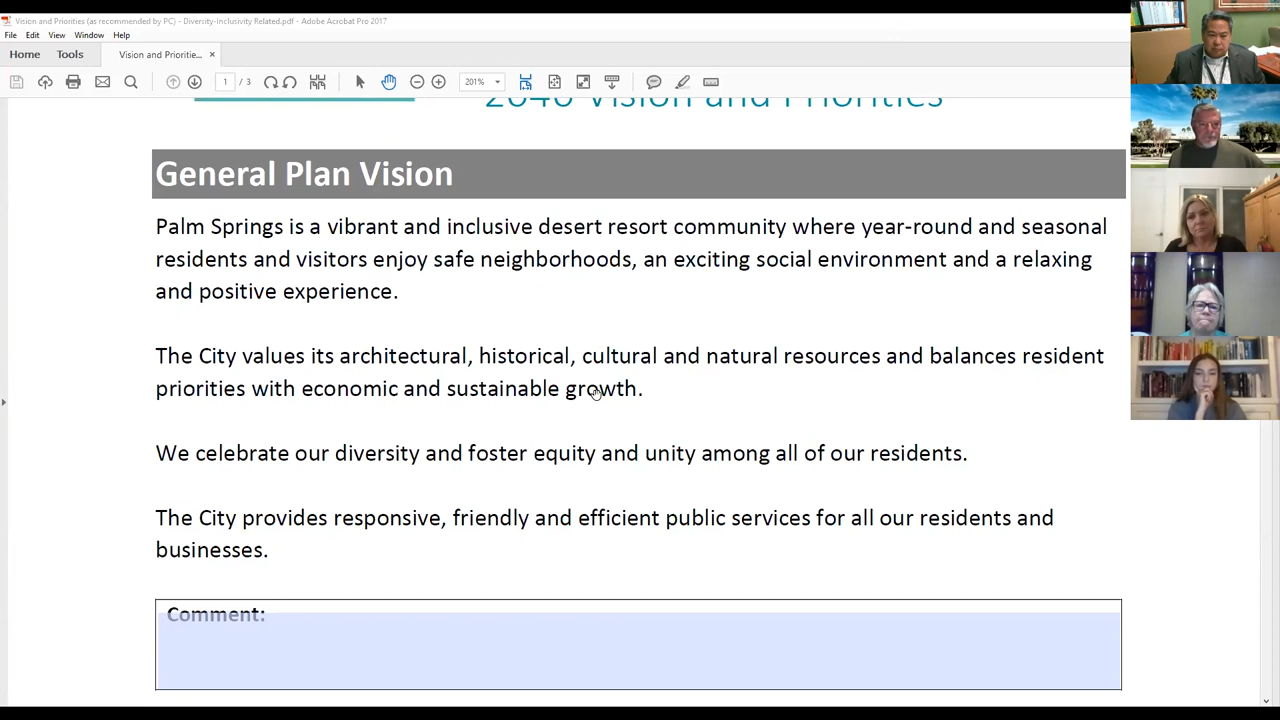 Vision and Priorities (as recommended by PC) - Diversity-Inclusivity Related.pdf - Adobe Acrobat Pro 2017
File Edit View Window Help
Home Tools Vision and Prioritie... ×
1 / 3 201%
2040 Vision and Priorities
General Plan Vision
Palm Springs is a vibrant and inclusive desert resort community where year-round and seasonal
residents and visitors enjoy safe neighborhoods, an exciting social environment and a relaxing
and positive experience.
The City values its architectural, historical, cultural and natural resources and balances resident
priorities with economic and sustainable growth.
We celebrate our diversity and foster equity and unity among all of our residents.
The City provides responsive, friendly and efficient public services for all our residents and
businesses.
Comment: